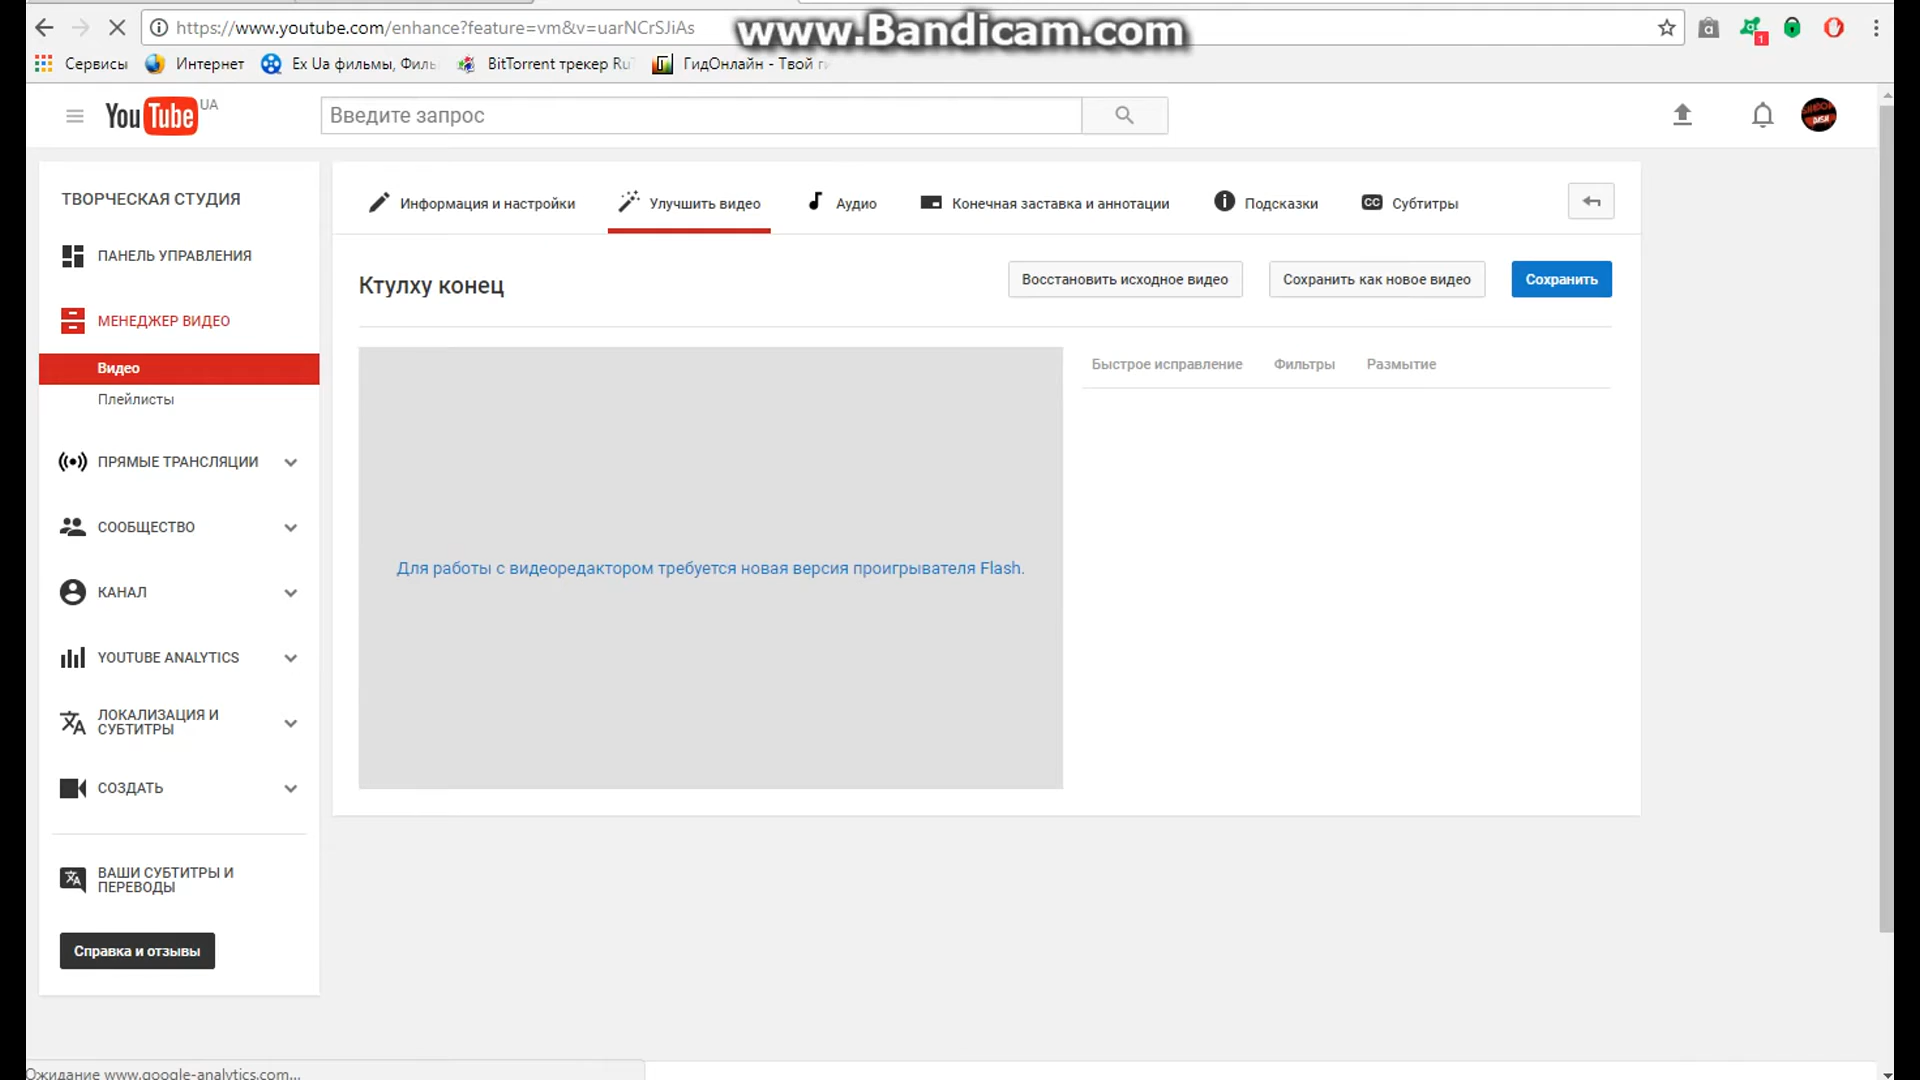 https://www.youtube.com/enhance?feature=vm&v=uarNCrSJiAs
www.Bandicam.com
1
Сервисы
Интернет
Ex Ua фильмы, Филь
BitTorrent трекер Ru
ГидОнлайн - Твой ги
YouTube UA
Введите запрос
ТВОРЧЕСКАЯ СТУДИЯ
ПАНЕЛЬ УПРАВЛЕНИЯ
МЕНЕДЖЕР ВИДЕО
Видео
Плейлисты
ПРЯМЫЕ ТРАНСЛЯЦИИ
СООБЩЕСТВО
КАНАЛ
YOUTUBE ANALYTICS
ЛОКАЛИЗАЦИЯ И
СУБТИТРЫ
СОЗДАТЬ
ВАШИ СУБТИТРЫ И
ПЕРЕВОДЫ
Справка и отзывы
Информация и настройки
Улучшить видео
Аудио
Конечная заставка и аннотации
Подсказки
CC Субтитры
Ктулху конец
Восстановить исходное видео
Сохранить как новое видео
Сохранить
Быстрое исправление
Фильтры
Размытие
Для работы с видеоредактором требуется новая версия проигрывателя Flash.
Ожидание www.google-analytics.com...